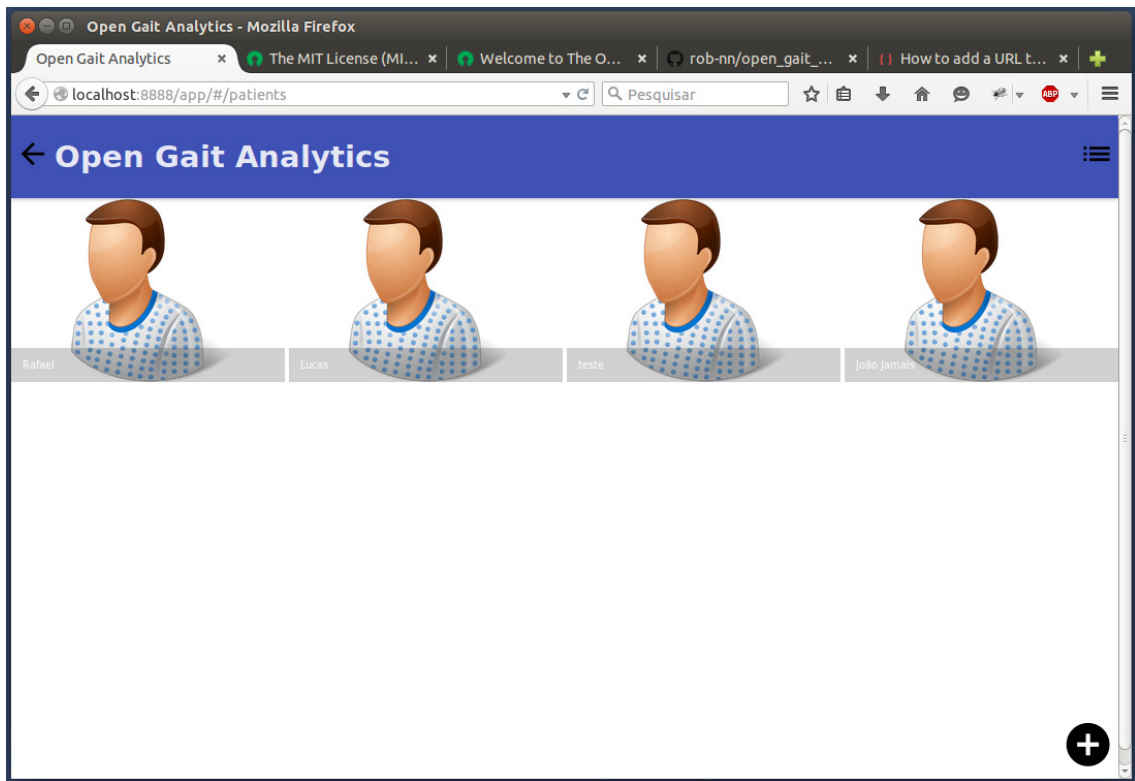 Open Gait Analytics - Mozilla Firefox
Open Gait Analytics The MIT License (MI... Welcome to The O... rob-nn/open_gait_... How to add a URL t...
localhost:8888/app/#/patients Pesquisar ABP
Open Gait Analytics
Rafael Lucas teste João Jamais